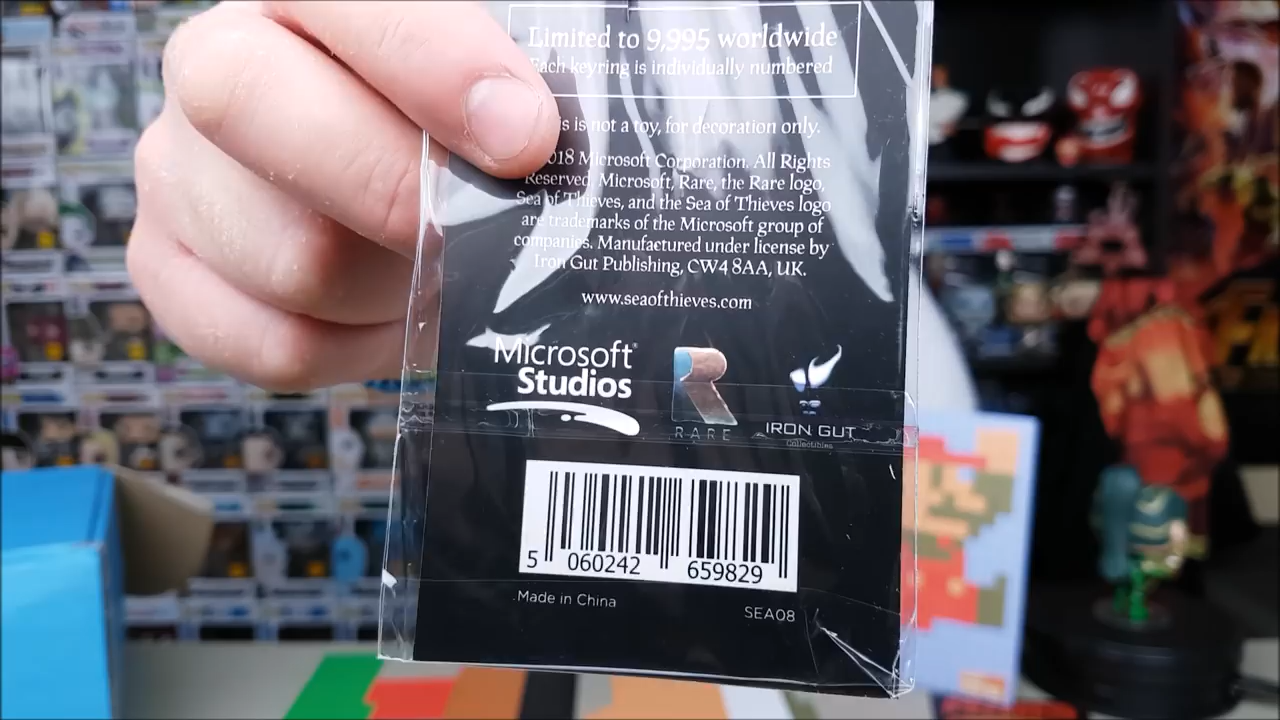 Limited to 9,995 worldwide
Each keyring is individually numbered
is not a toy, for decoration only.
Microsoft Corporation. All Rights
Reserved, Microsoft, Rare, the Rare logo,
Sea of Thieves, and the Sea of Thieves logo
are trademarks of the Microsoft group of
companies. Manufactured under license by
Iron Gut Publishing, CW4 8AA, UK.
www.seaofthieves.com
Microsoft®
Studios
RARE
IRON GUT
Collectibles
5 060242 659829
Made in China
SEA08